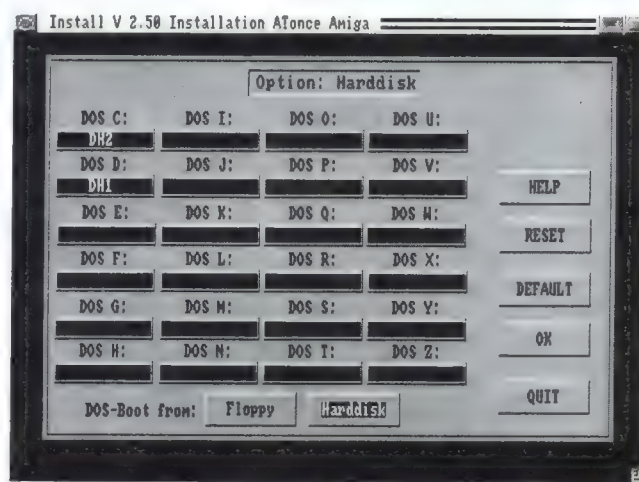 Install V 2.50 Installation ATonce Amiga
Option: Harddisk
DOS C: DOS I: DOS O: DOS U:
DH2
DOS D: DOS J: DOS P: DOS V:
DH1
HELP
DOS E: DOS K: DOS Q: DOS W:
RESET
DOS F: DOS L: DOS R: DOS X:
DEFAULT
DOS G: DOS M: DOS S: DOS Y:
OK
DOS H: DOS N: DOS T: DOS Z:
QUIT
DOS-Boot from: Floppy Harddisk